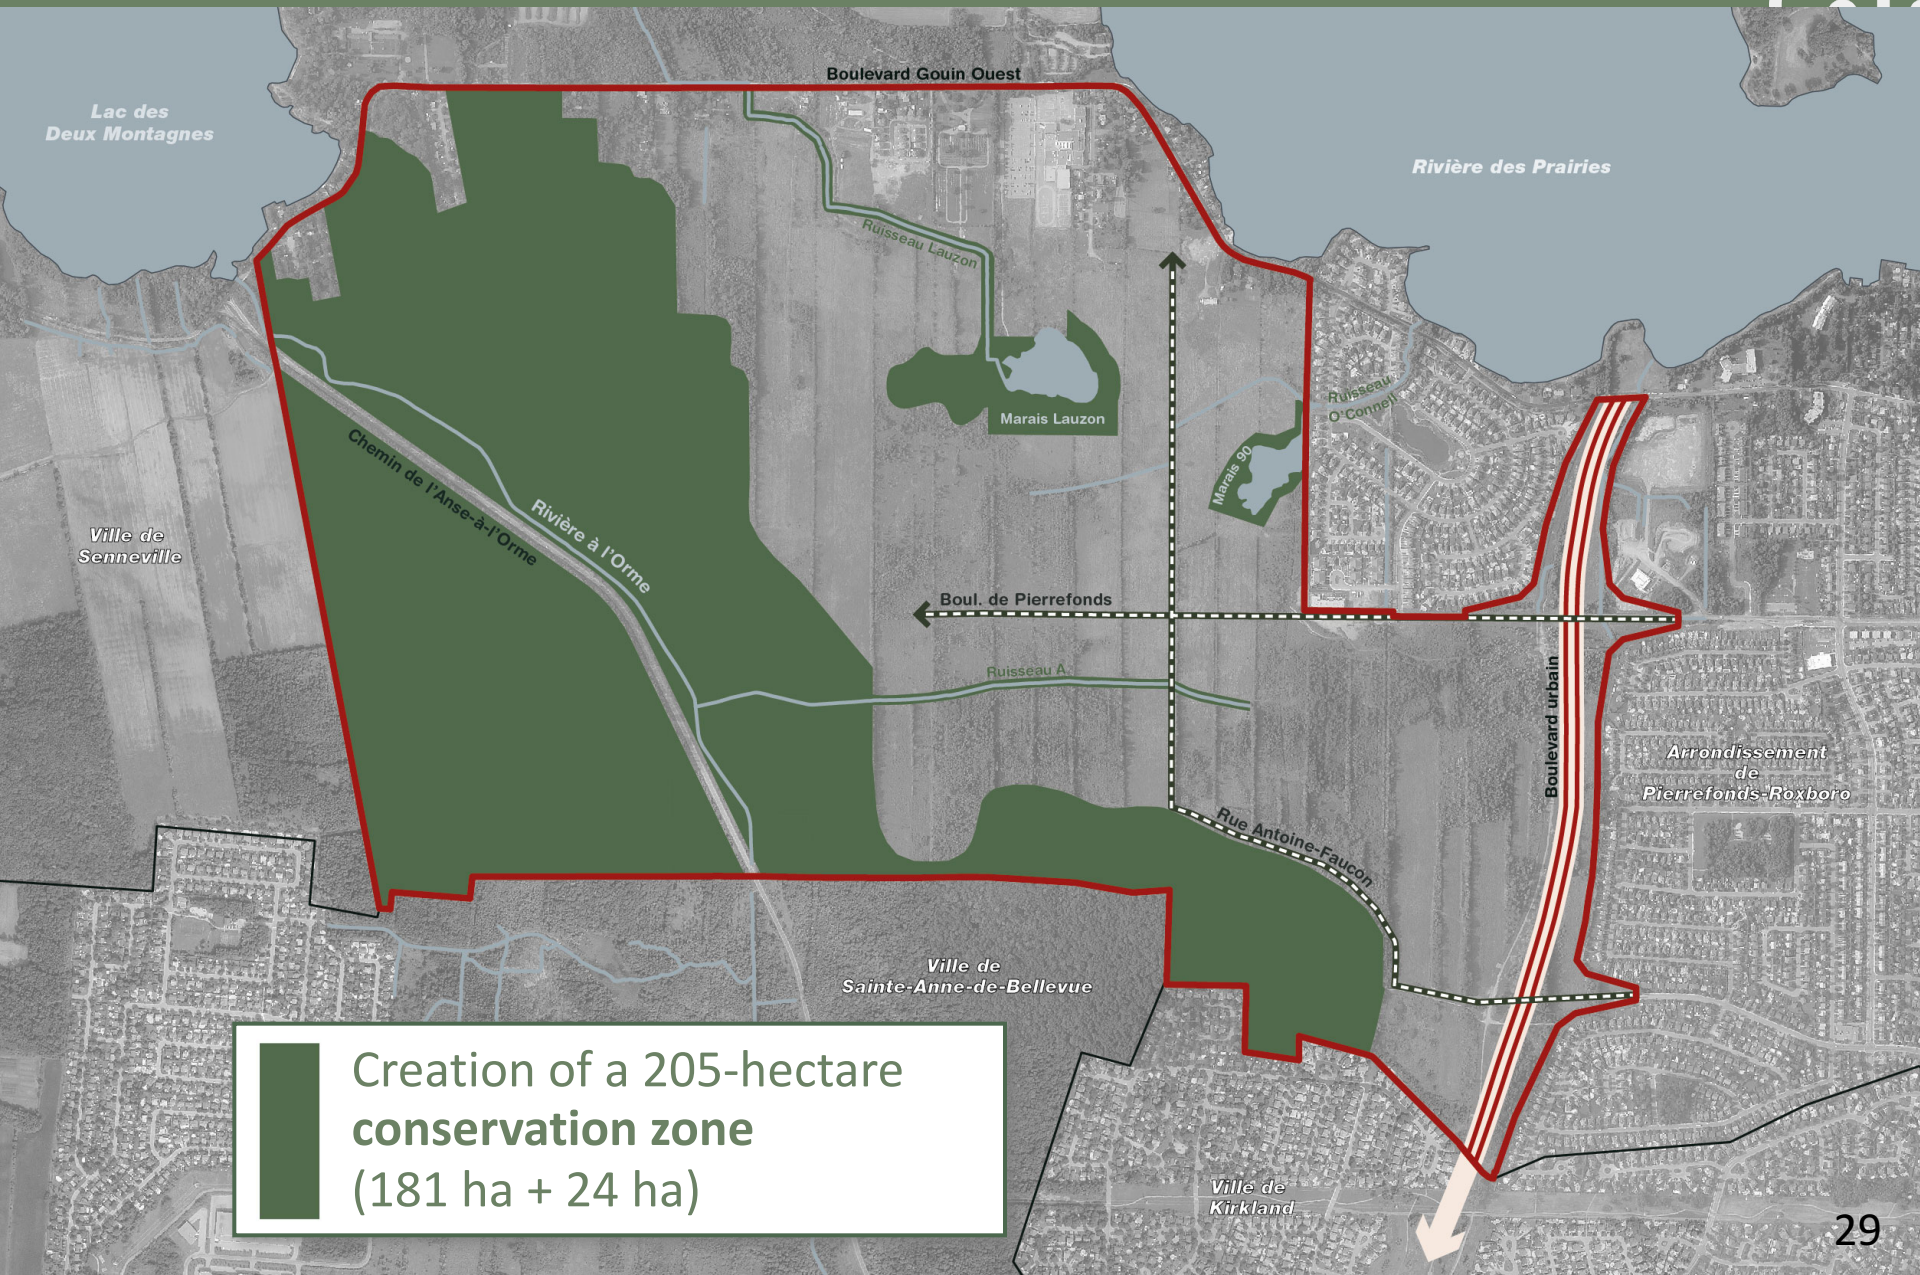 Boulevard Gouin Ouest
Lac des
Deux Montagnes
Rivière des Prairies
Ruisseau Lauzon
Marais Lauzon
Ruisseau
O'Connell
Marais 90
Chemin de l'Anse-à-l'Orme
Rivière à l'Orme
Ville de
Senneville
Boul. de Pierrefonds
Ruisseau A
Boulevard urbain
Arrondissement
de
Pierrefonds-Roxboro
Rue Antoine-Faucon
Ville de
Sainte-Anne-de-Bellevue
Creation of a 205-hectare
conservation zone
(181 ha + 24 ha)
Ville de
Kirkland
29